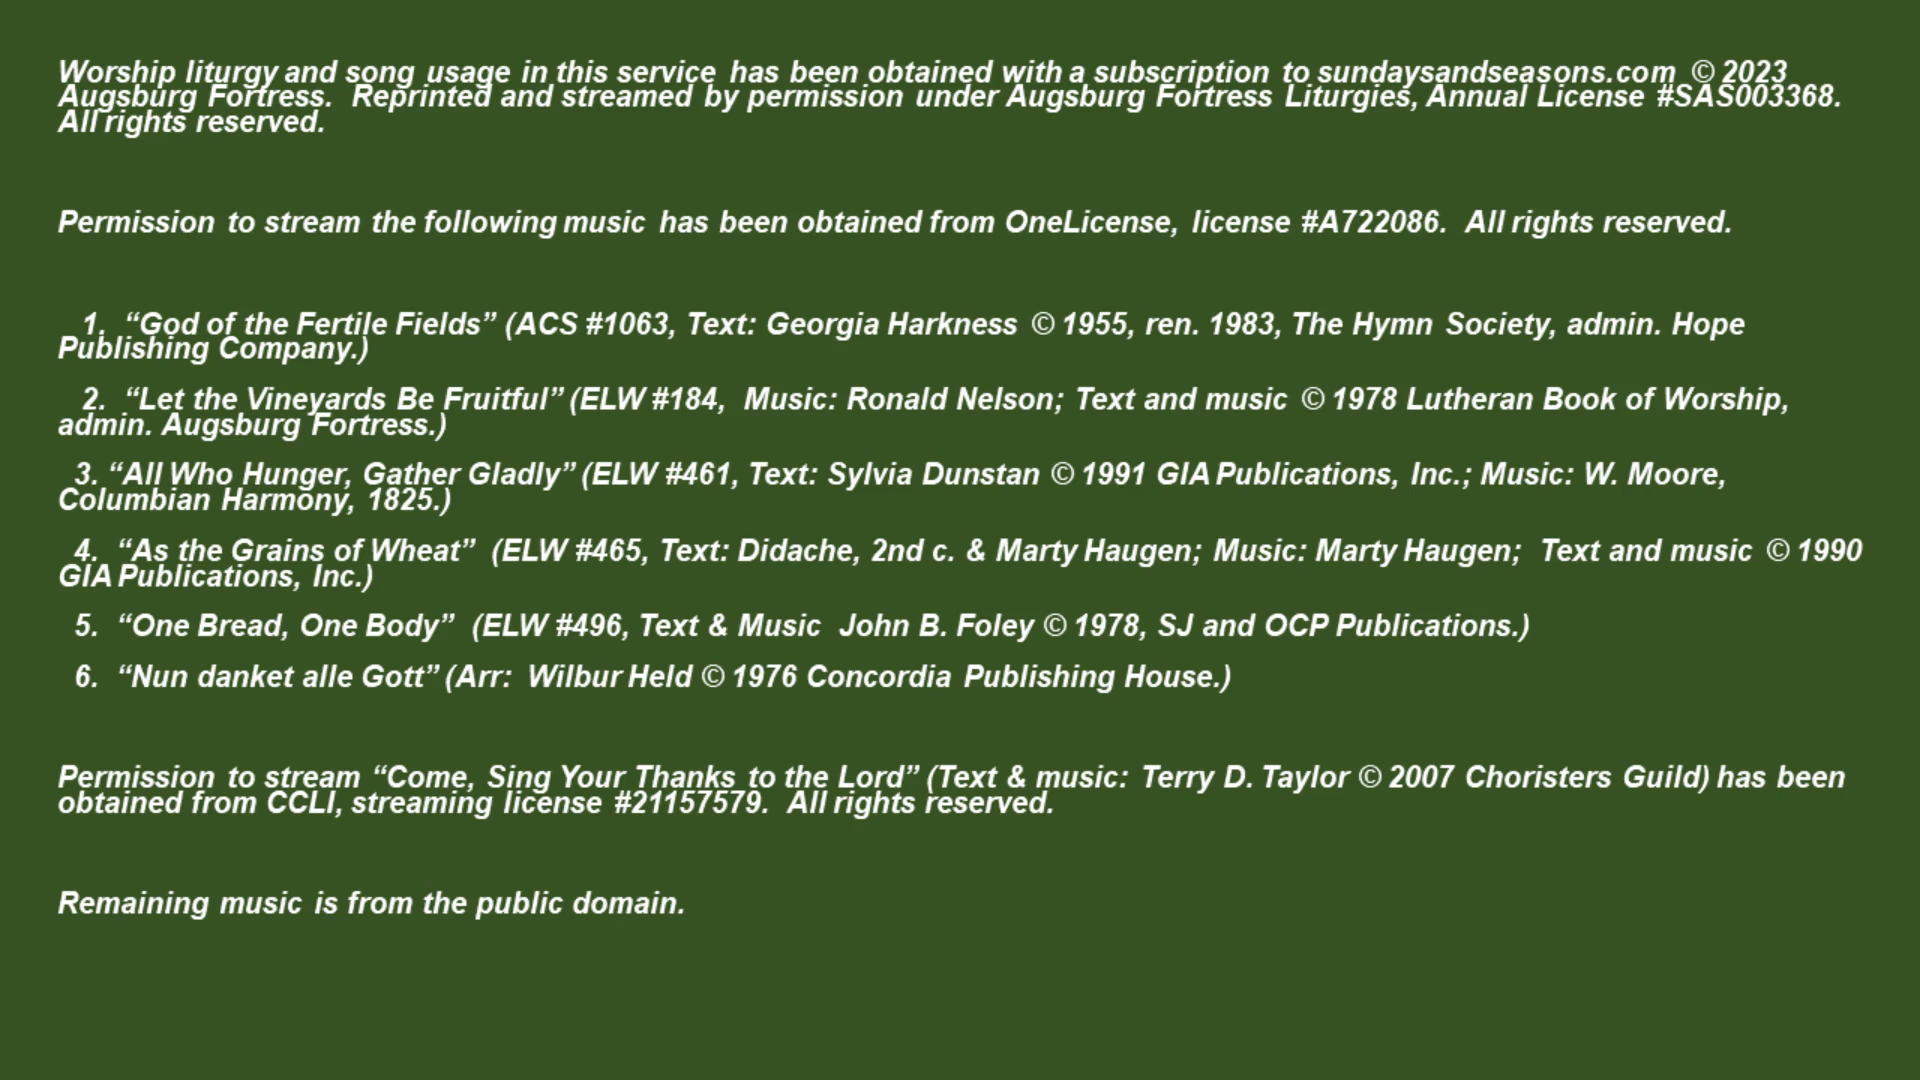 Worship liturgy and song usage in this service has been obtained with a subscription to sundaysandseasons.com © 2023
Augsburg Fortress. Reprinted and streamed by permission under Augsburg Fortress Liturgies, Annual License #SAS003368.
All rights reserved.
Permission to stream the following music has been obtained from OneLicense, license #A722086. All rights reserved.
1. “God of the Fertile Fields” (ACS #1063, Text: Georgia Harkness © 1955, ren. 1983, The Hymn Society, admin. Hope
Publishing Company.)
2. “Let the Vineyards Be Fruitful” (ELW #184, Music: Ronald Nelson; Text and music © 1978 Lutheran Book of Worship,
admin. Augsburg Fortress.)
3. “All Who Hunger, Gather Gladly” (ELW #461, Text: Sylvia Dunstan © 1991 GIA Publications, Inc.; Music: W. Moore,
Columbian Harmony, 1825.)
4. “As the Grains of Wheat” (ELW #465, Text: Didache, 2nd c. & Marty Haugen; Music: Marty Haugen; Text and music © 1990
GIA Publications, Inc.)
5. “One Bread, One Body” (ELW #496, Text & Music John B. Foley © 1978, SJ and OCP Publications.)
6. “Nun danket alle Gott” (Arr: Wilbur Held © 1976 Concordia Publishing House.)
Permission to stream “Come, Sing Your Thanks to the Lord” (Text & music: Terry D. Taylor © 2007 Choristers Guild) has been
obtained from CCLI, streaming license #21157579. All rights reserved.
Remaining music is from the public domain.